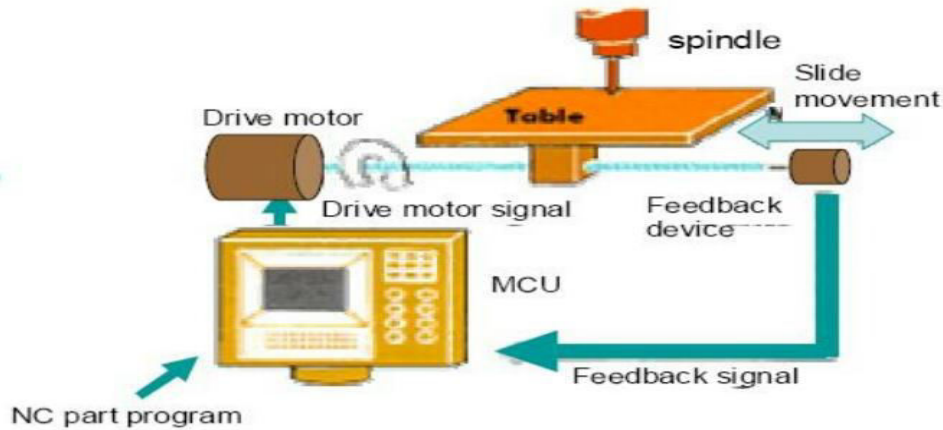 spindle
Slide
movement
Table
Drive motor
Drive motor signal
Feedback
device
MCU
Feedback signal
NC part program